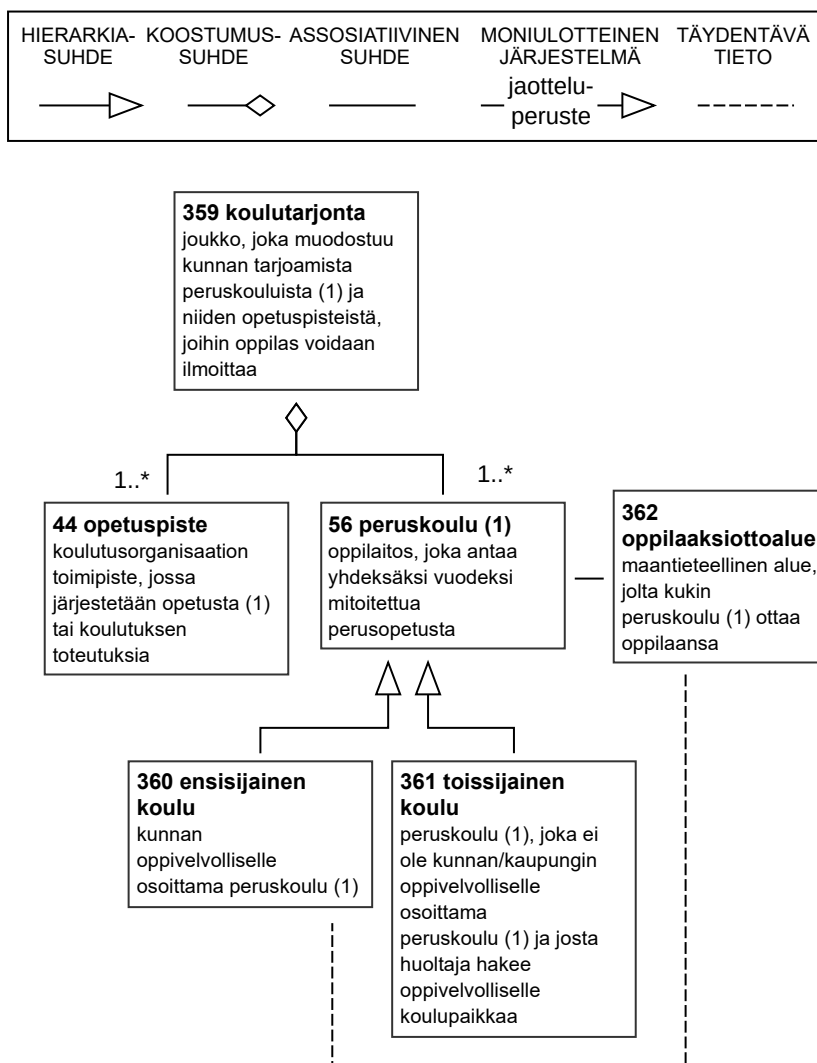 HIERARKIA-
SUHDE
KOOSTUMUS-
SUHDE
ASSOSIATIIVINEN
SUHDE
MONIULOTTEINEN
JÄRJESTELMÄ
jaottelu-
peruste
TÄYDENTÄVÄ
TIETO
359 koulutarjonta
joukko, joka muodostuu
kunnan tarjoamista
peruskouluista (1) ja
niiden opetuspisteistä,
joihin oppilas voidaan
ilmoittaa
1..*
1..*
44 opetuspiste
koulutusorganisaation
toimipiste, jossa
järjestetään opetusta (1)
tai koulutuksen
toteutuksia
56 peruskoulu (1)
oppilaitos, joka antaa
yhdeksäksi vuodeksi
mitoitettua
perusopetusta
362
oppilaaksiottoalue
maantieteellinen alue,
jolta kukin
peruskoulu (1) ottaa
oppilaansa
360 ensisijainen
koulu
kunnan
oppivelvolliselle
osoittama peruskoulu (1)
361 toissijainen
koulu
peruskoulu (1), joka ei
ole kunnan/kaupungin
oppivelvolliselle
osoittama
peruskoulu (1) ja josta
huoltaja hakee
oppivelvolliselle
koulupaikkaa